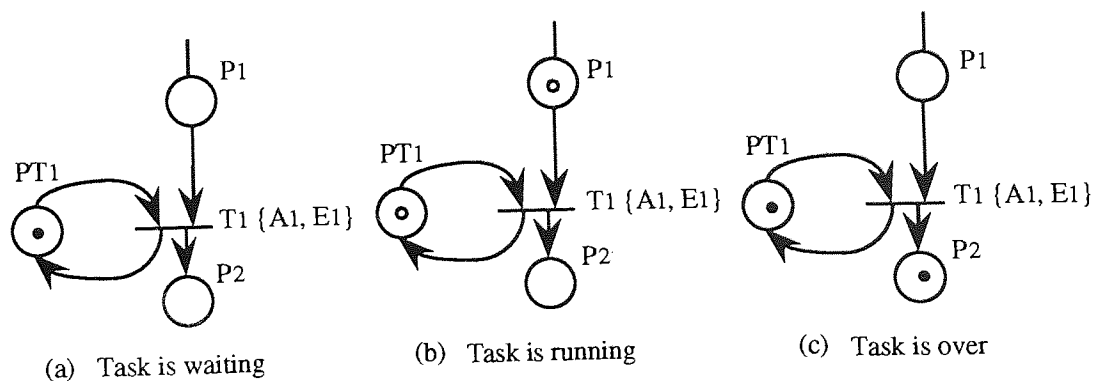 P1
PT1
T1 {A1, E1}
P2
(a) Task is waiting
P1
PT1
T1 {A1, E1}
P2
(b) Task is running
P1
PT1
T1 {A1, E1}
P2
(c) Task is over